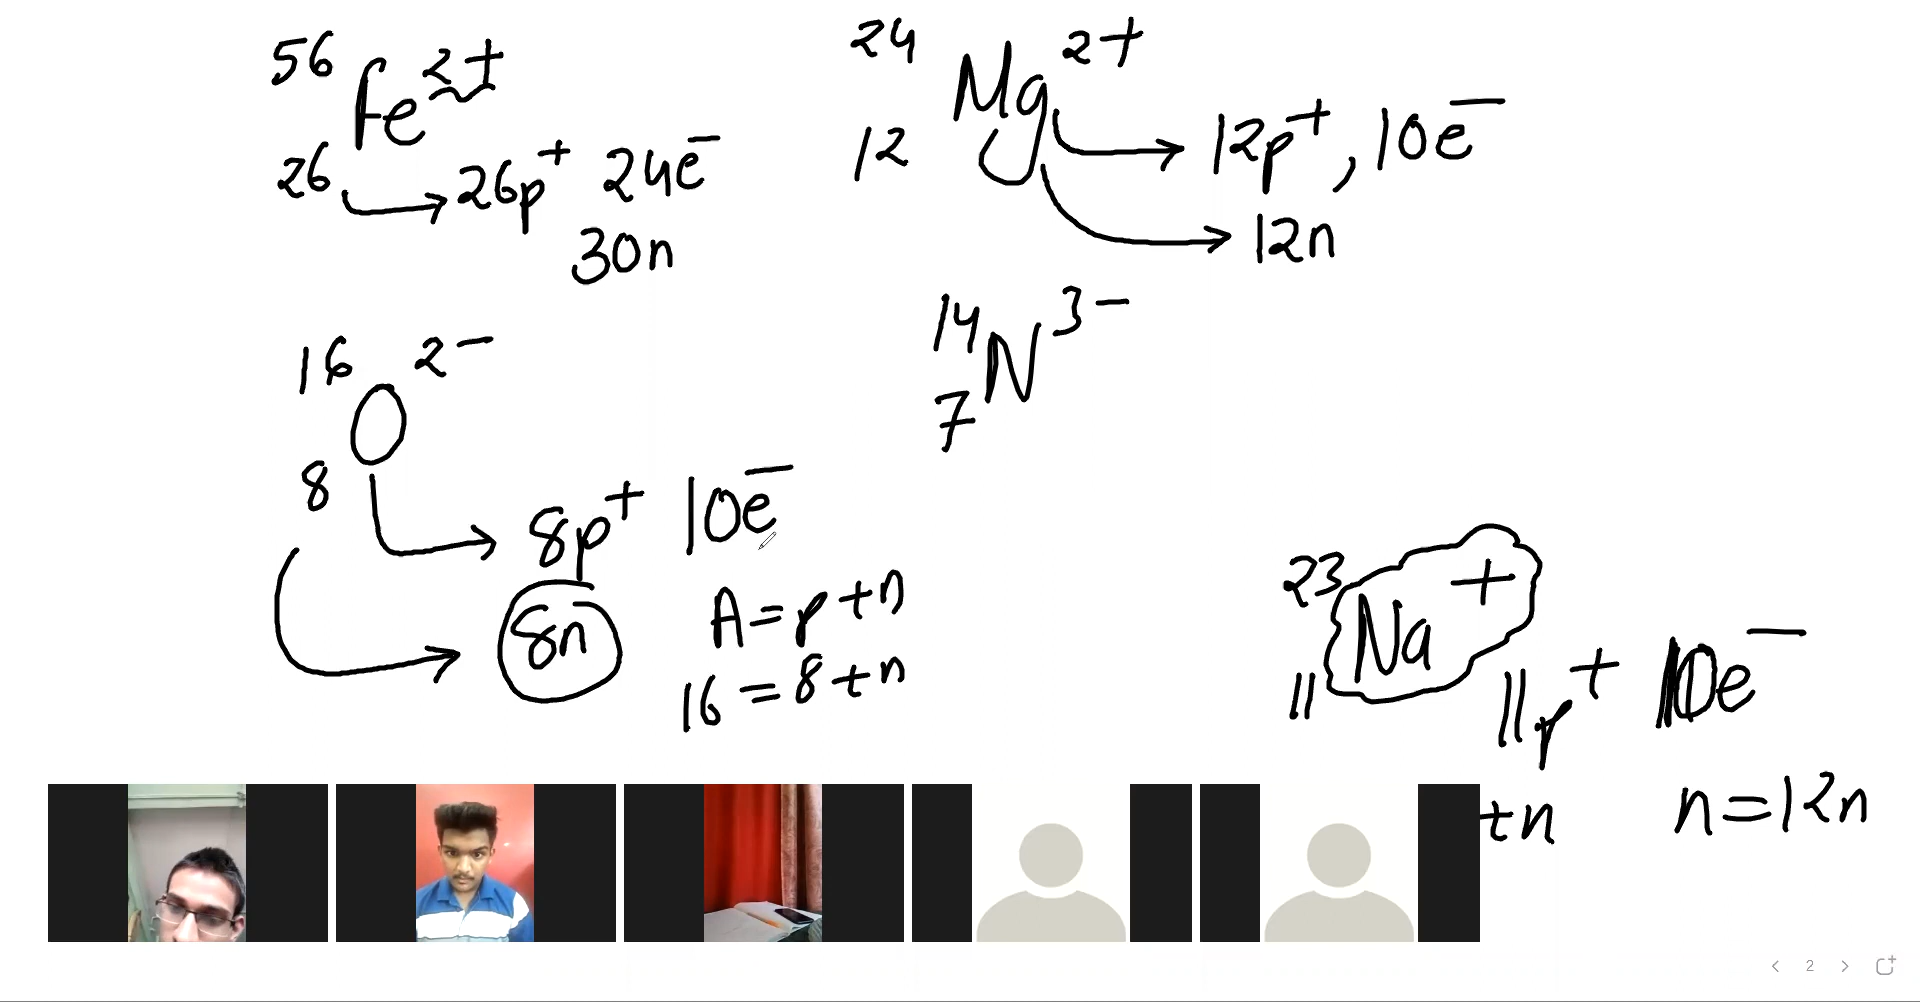 56
Fe 2+
26
26p+ 24e-
30n
24
Mg 2+
12
12p+, 10e-
12n
16
O 2-
8
8p+ 10e-
8n
A = p + n
16 = 8 + n
14
N 3-
7
23
Na +
11
11p+ 10e-
+n
n = 12n
2